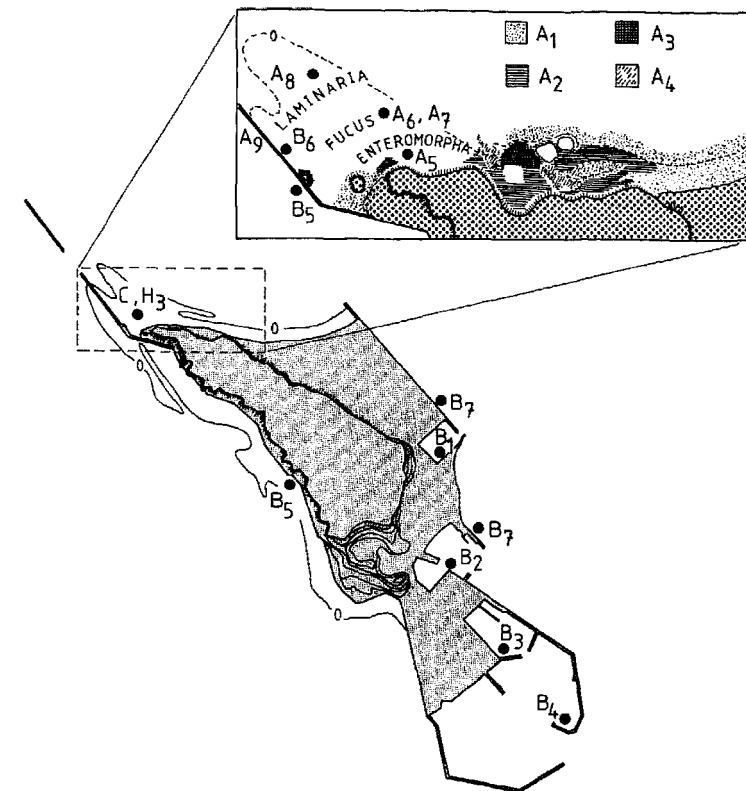 0
A8
LAMINARIA
A1
A3
A2
A4
A9
B6
FUCUS
A6, A7
ENTEROMORPHA
A5
B5
C, H3
0
0
B7
B1
B5
B7
B2
0
B3
B4